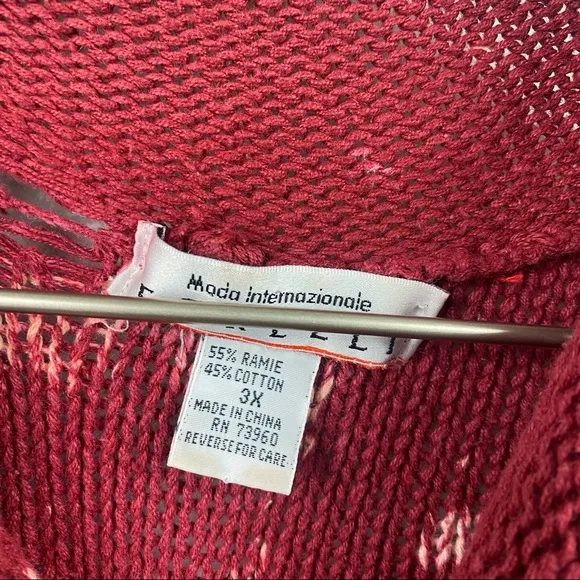 Moda Internazionale
55% RAMIE
45% COTTON
3X
MADE IN CHINA
RN 73960
REVERSE FOR CARE